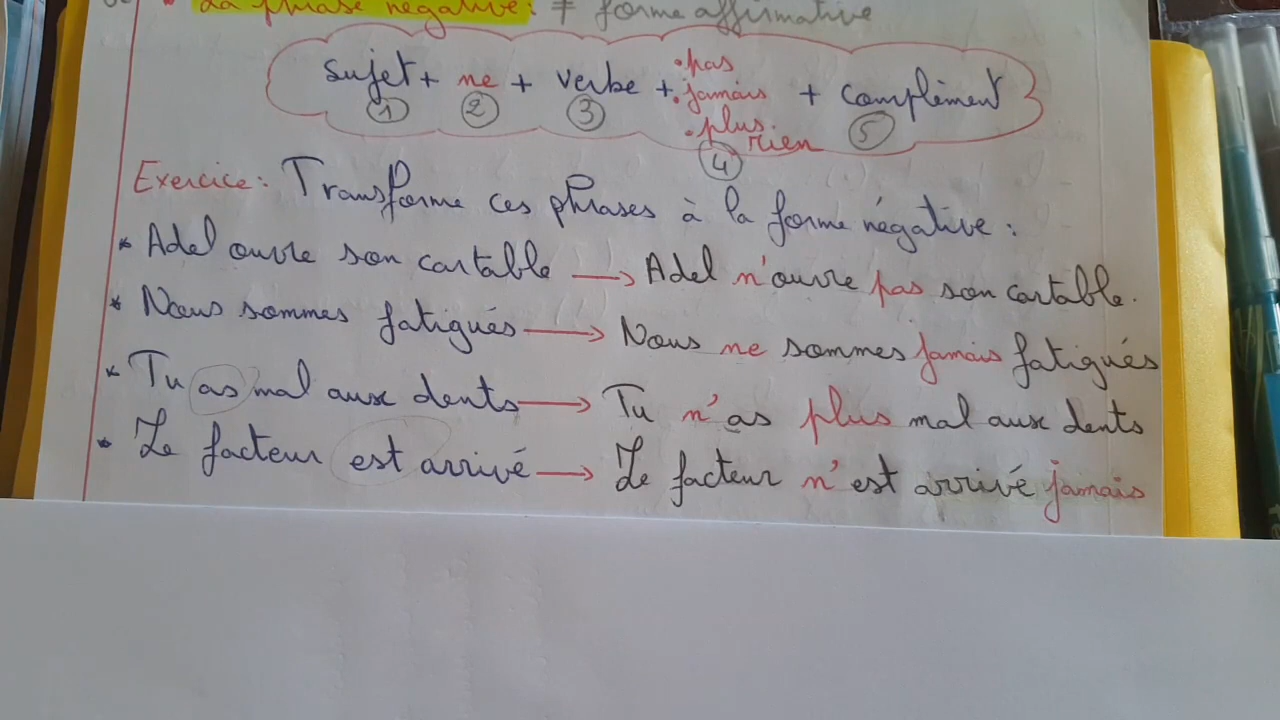 La phrase négative: ≠ forme affirmative
Sujet + ne + verbe + •pas •jamais •plus rien + complément
① ② ③ ④ ⑤
Exercice: Transforme ces phrases à la forme négative:
* Adel ouvre son cartable → Adel n'ouvre pas son cartable.
* Nous sommes fatigués → Nous ne sommes jamais fatigués
* Tu as mal aux dents → Tu n'as plus mal aux dents
* Le facteur est arrivé → Le facteur n'est arrivé jamais